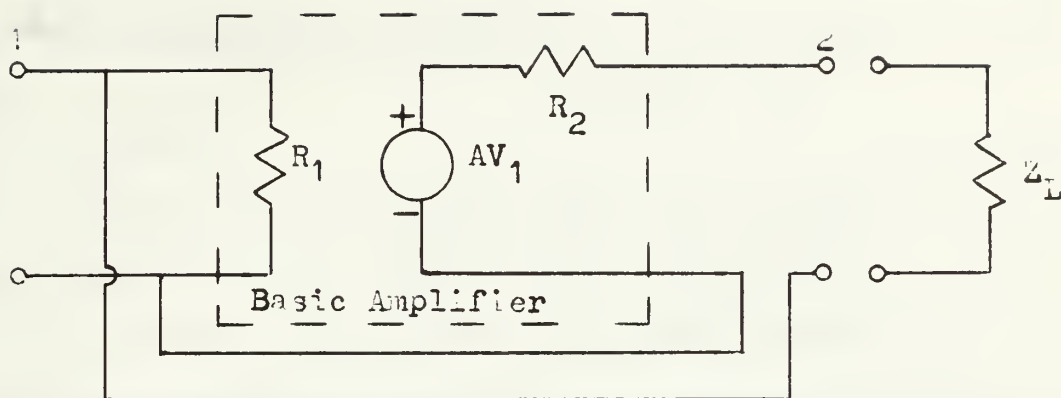 1
2
R2
+
R1
AV1
ZL
-
Basic Amplifier